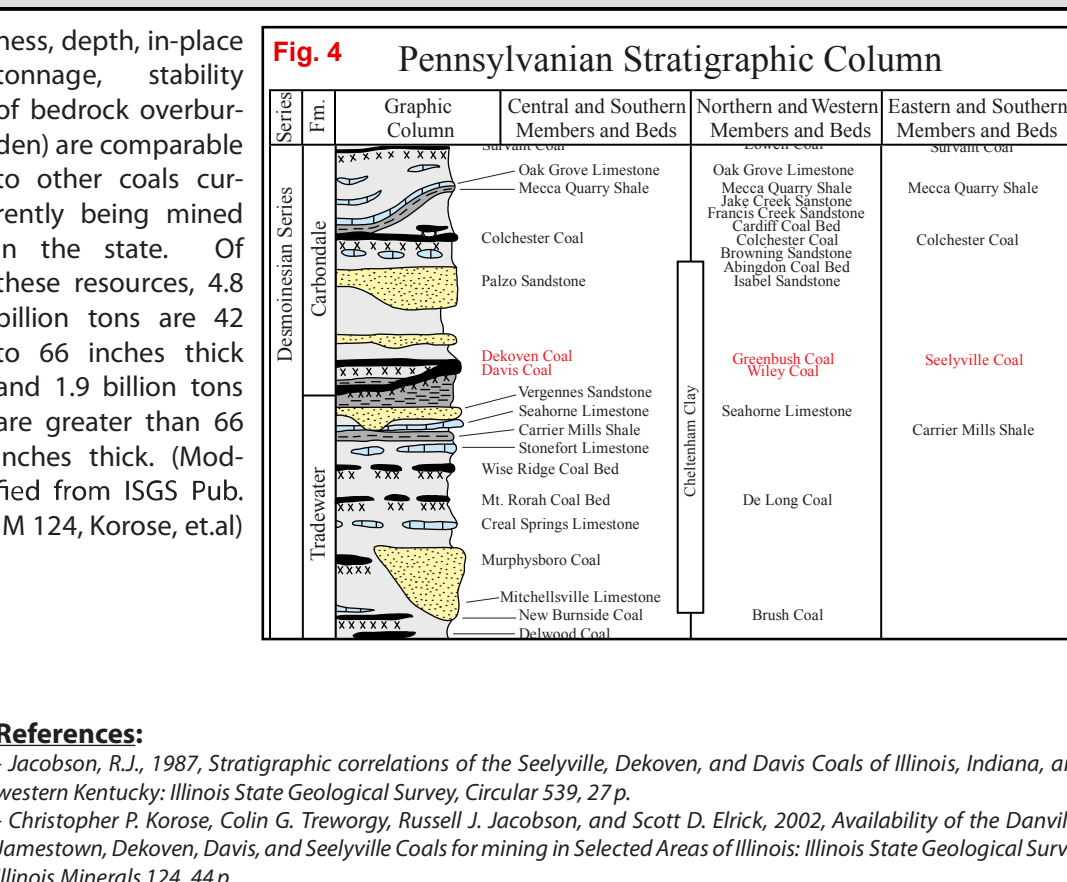 ness, depth, in-place
tonnage, stability
of bedrock overbur-
den) are comparable
to other coals cur-
rently being mined
in the state. Of
these resources, 4.8
billion tons are 42
to 66 inches thick
and 1.9 billion tons
are greater than 66
inches thick. (Mod-
ified from ISGS Pub.
IM 124, Korose, et.al)
Fig. 4
Pennsylvanian Stratigraphic Column
Series
Fm.
Graphic
Column
Central and Southern
Members and Beds
Northern and Western
Members and Beds
Eastern and Southern
Members and Beds
Desmoinesian Series
Carbondale
Tradewater
Survant Coal
Oak Grove Limestone
Mecca Quarry Shale
Colchester Coal
Palzo Sandstone
Dekoven Coal
Davis Coal
Vergennes Sandstone
Seahorne Limestone
Carrier Mills Shale
Stonefort Limestone
Wise Ridge Coal Bed
Mt. Rorah Coal Bed
Creal Springs Limestone
Murphysboro Coal
Mitchellsville Limestone
New Burnside Coal
Delwood Coal
Cheltenham Clay
Lowell Coal
Oak Grove Limestone
Mecca Quarry Shale
Jake Creek Sanstone
Francis Creek Sandstone
Cardiff Coal Bed
Colchester Coal
Browning Sandstone
Abingdon Coal Bed
Isabel Sandstone
Greenbush Coal
Wiley Coal
Seahorne Limestone
De Long Coal
Brush Coal
Survant Coal
Mecca Quarry Shale
Colchester Coal
Seelyville Coal
Carrier Mills Shale
References:
- Jacobson, R.J., 1987, Stratigraphic correlations of the Seelyville, Dekoven, and Davis Coals of Illinois, Indiana, an
western Kentucky: Illinois State Geological Survey, Circular 539, 27 p.
- Christopher P. Korose, Colin G. Treworgy, Russell J. Jacobson, and Scott D. Elrick, 2002, Availability of the Danvil
Jamestown, Dekoven, Davis, and Seelyville Coals for mining in Selected Areas of Illinois: Illinois State Geological Surv
Illinois Minerals 124, 44 p.